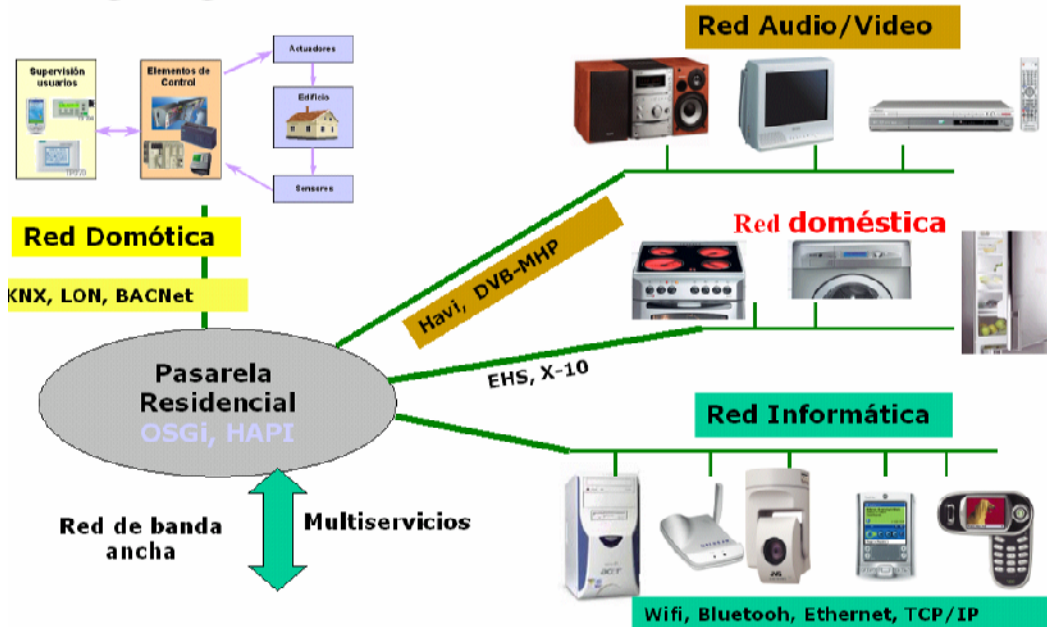 Red Audio/Video
Actuadores
Supervisión
usuarios
Elementos de
Control
Edificio
Sensores
Red Domótica
KNX, LON, BACNet
Havi, DVB-MHP
Red doméstica
EHS, X-10
Pasarela
Residencial
OSGi, HAPI
Red Informática
Red de banda
ancha
Multiservicios
Wifi, Bluetooh, Ethernet, TCP/IP